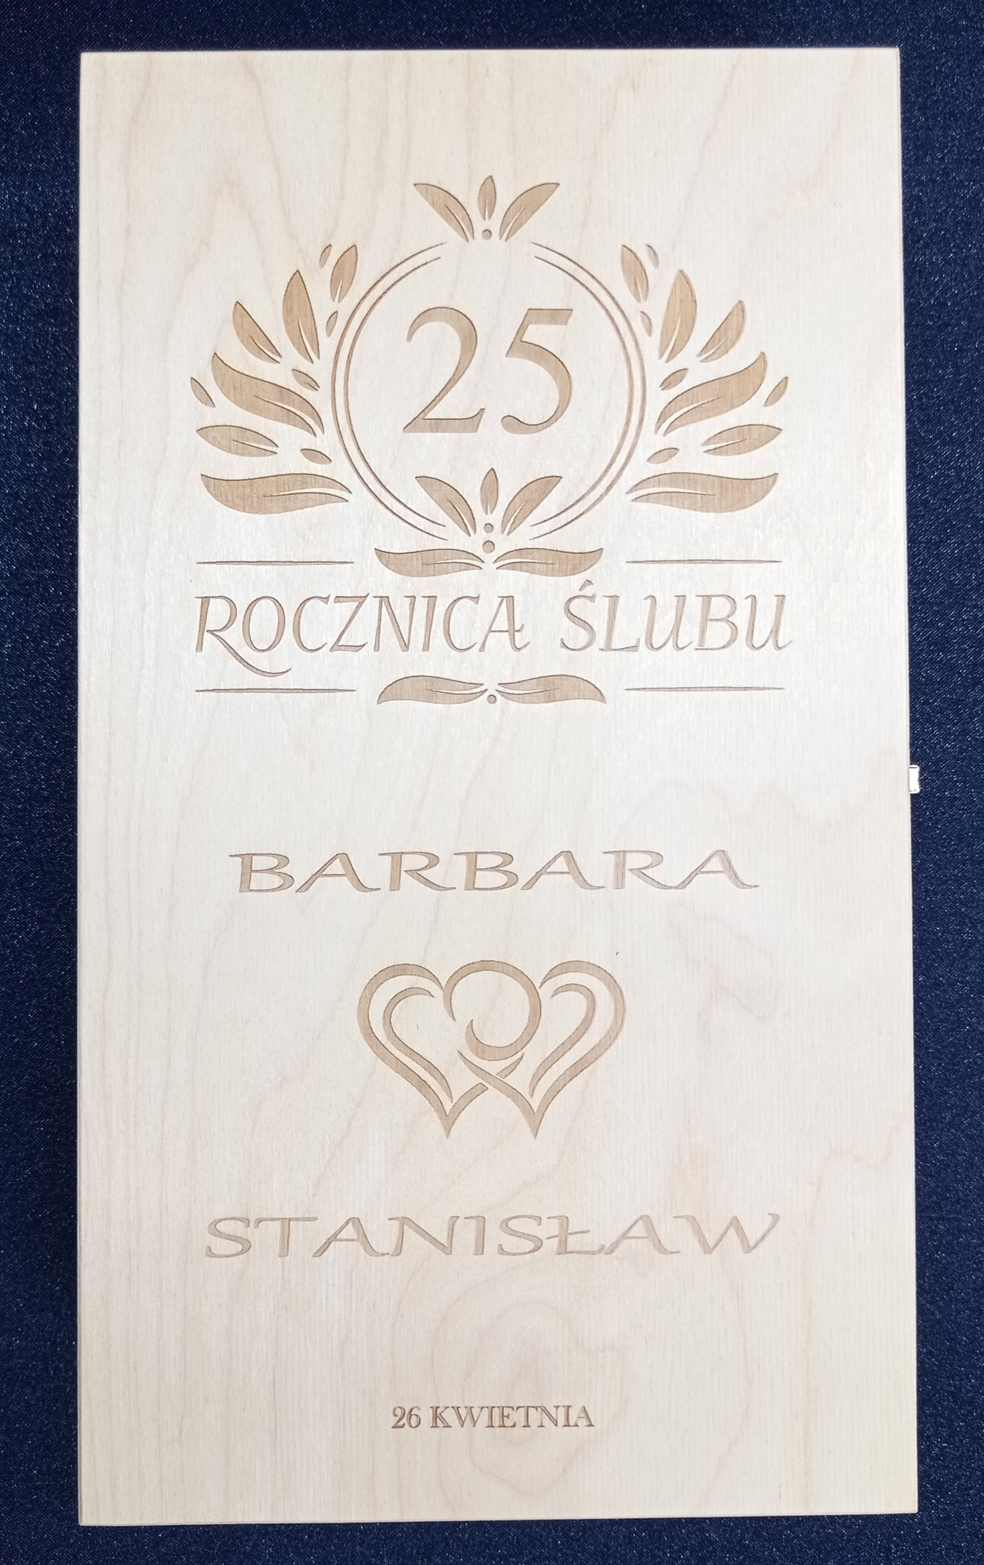 25
ROCZNICA ŚLUBU
BARBARA
STANISŁAW
26 KWIETNIA